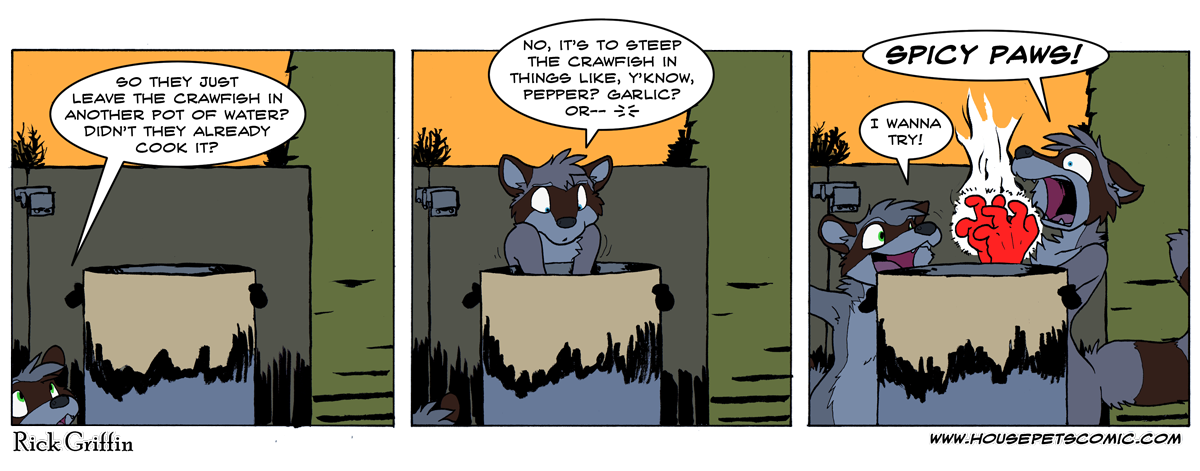 SO THEY JUST
LEAVE THE CRAWFISH IN
ANOTHER POT OF WATER?
DIDN'T THEY ALREADY
COOK IT?
NO, IT'S TO STEEP
THE CRAWFISH IN
THINGS LIKE, Y'KNOW,
PEPPER? GARLIC?
OR--
SPICY PAWS!
I WANNA
TRY!
Rick Griffin
WWW.HOUSEPETSCOMIC.COM